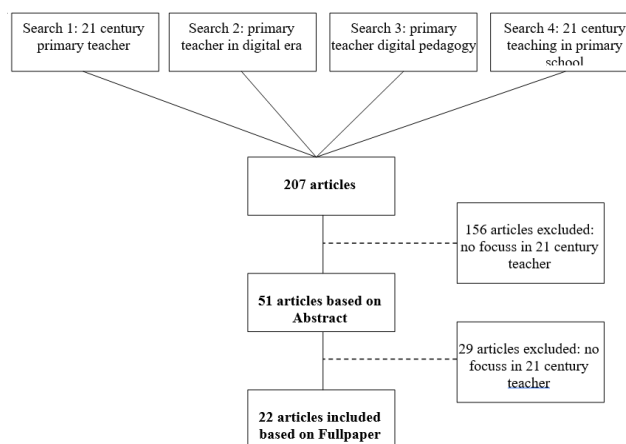 Search 1: 21 century
primary teacher
Search 2: primary
teacher in digital era
Search 3: primary
teacher digital pedagogy
Search 4: 21 century
teaching in primary
school
207 articles
156 articles excluded:
no focuss in 21 century
teacher
51 articles based on
Abstract
29 articles excluded: no
focuss in 21 century
teacher
22 articles included
based on Fullpaper